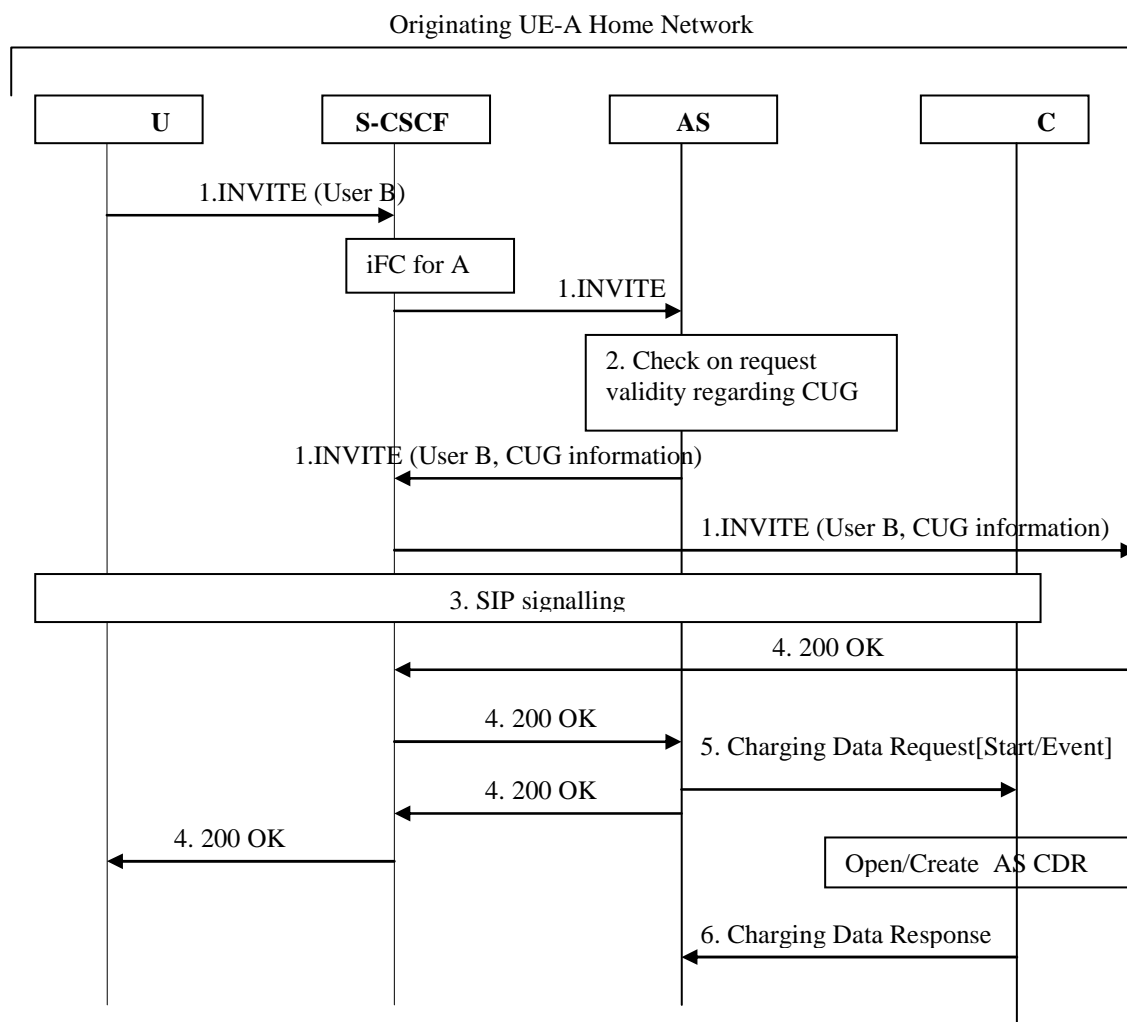 Originating UE-A Home Network
U
S-CSCF
AS
C
1.INVITE (User B)
iFC for A
1.INVITE
2. Check on request
validity regarding CUG
1.INVITE (User B, CUG information)
1.INVITE (User B, CUG information)
3. SIP signalling
4. 200 OK
4. 200 OK
5. Charging Data Request[Start/Event]
4. 200 OK
4. 200 OK
Open/Create AS CDR
6. Charging Data Response